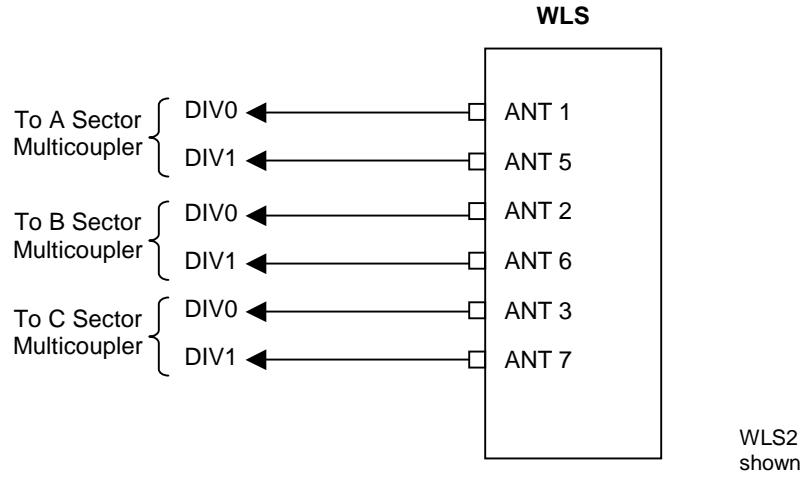 WLS
To A Sector
Multicoupler
DIV0
ANT 1
DIV1
ANT 5
To B Sector
Multicoupler
DIV0
ANT 2
DIV1
ANT 6
To C Sector
Multicoupler
DIV0
ANT 3
DIV1
ANT 7
WLS2
shown